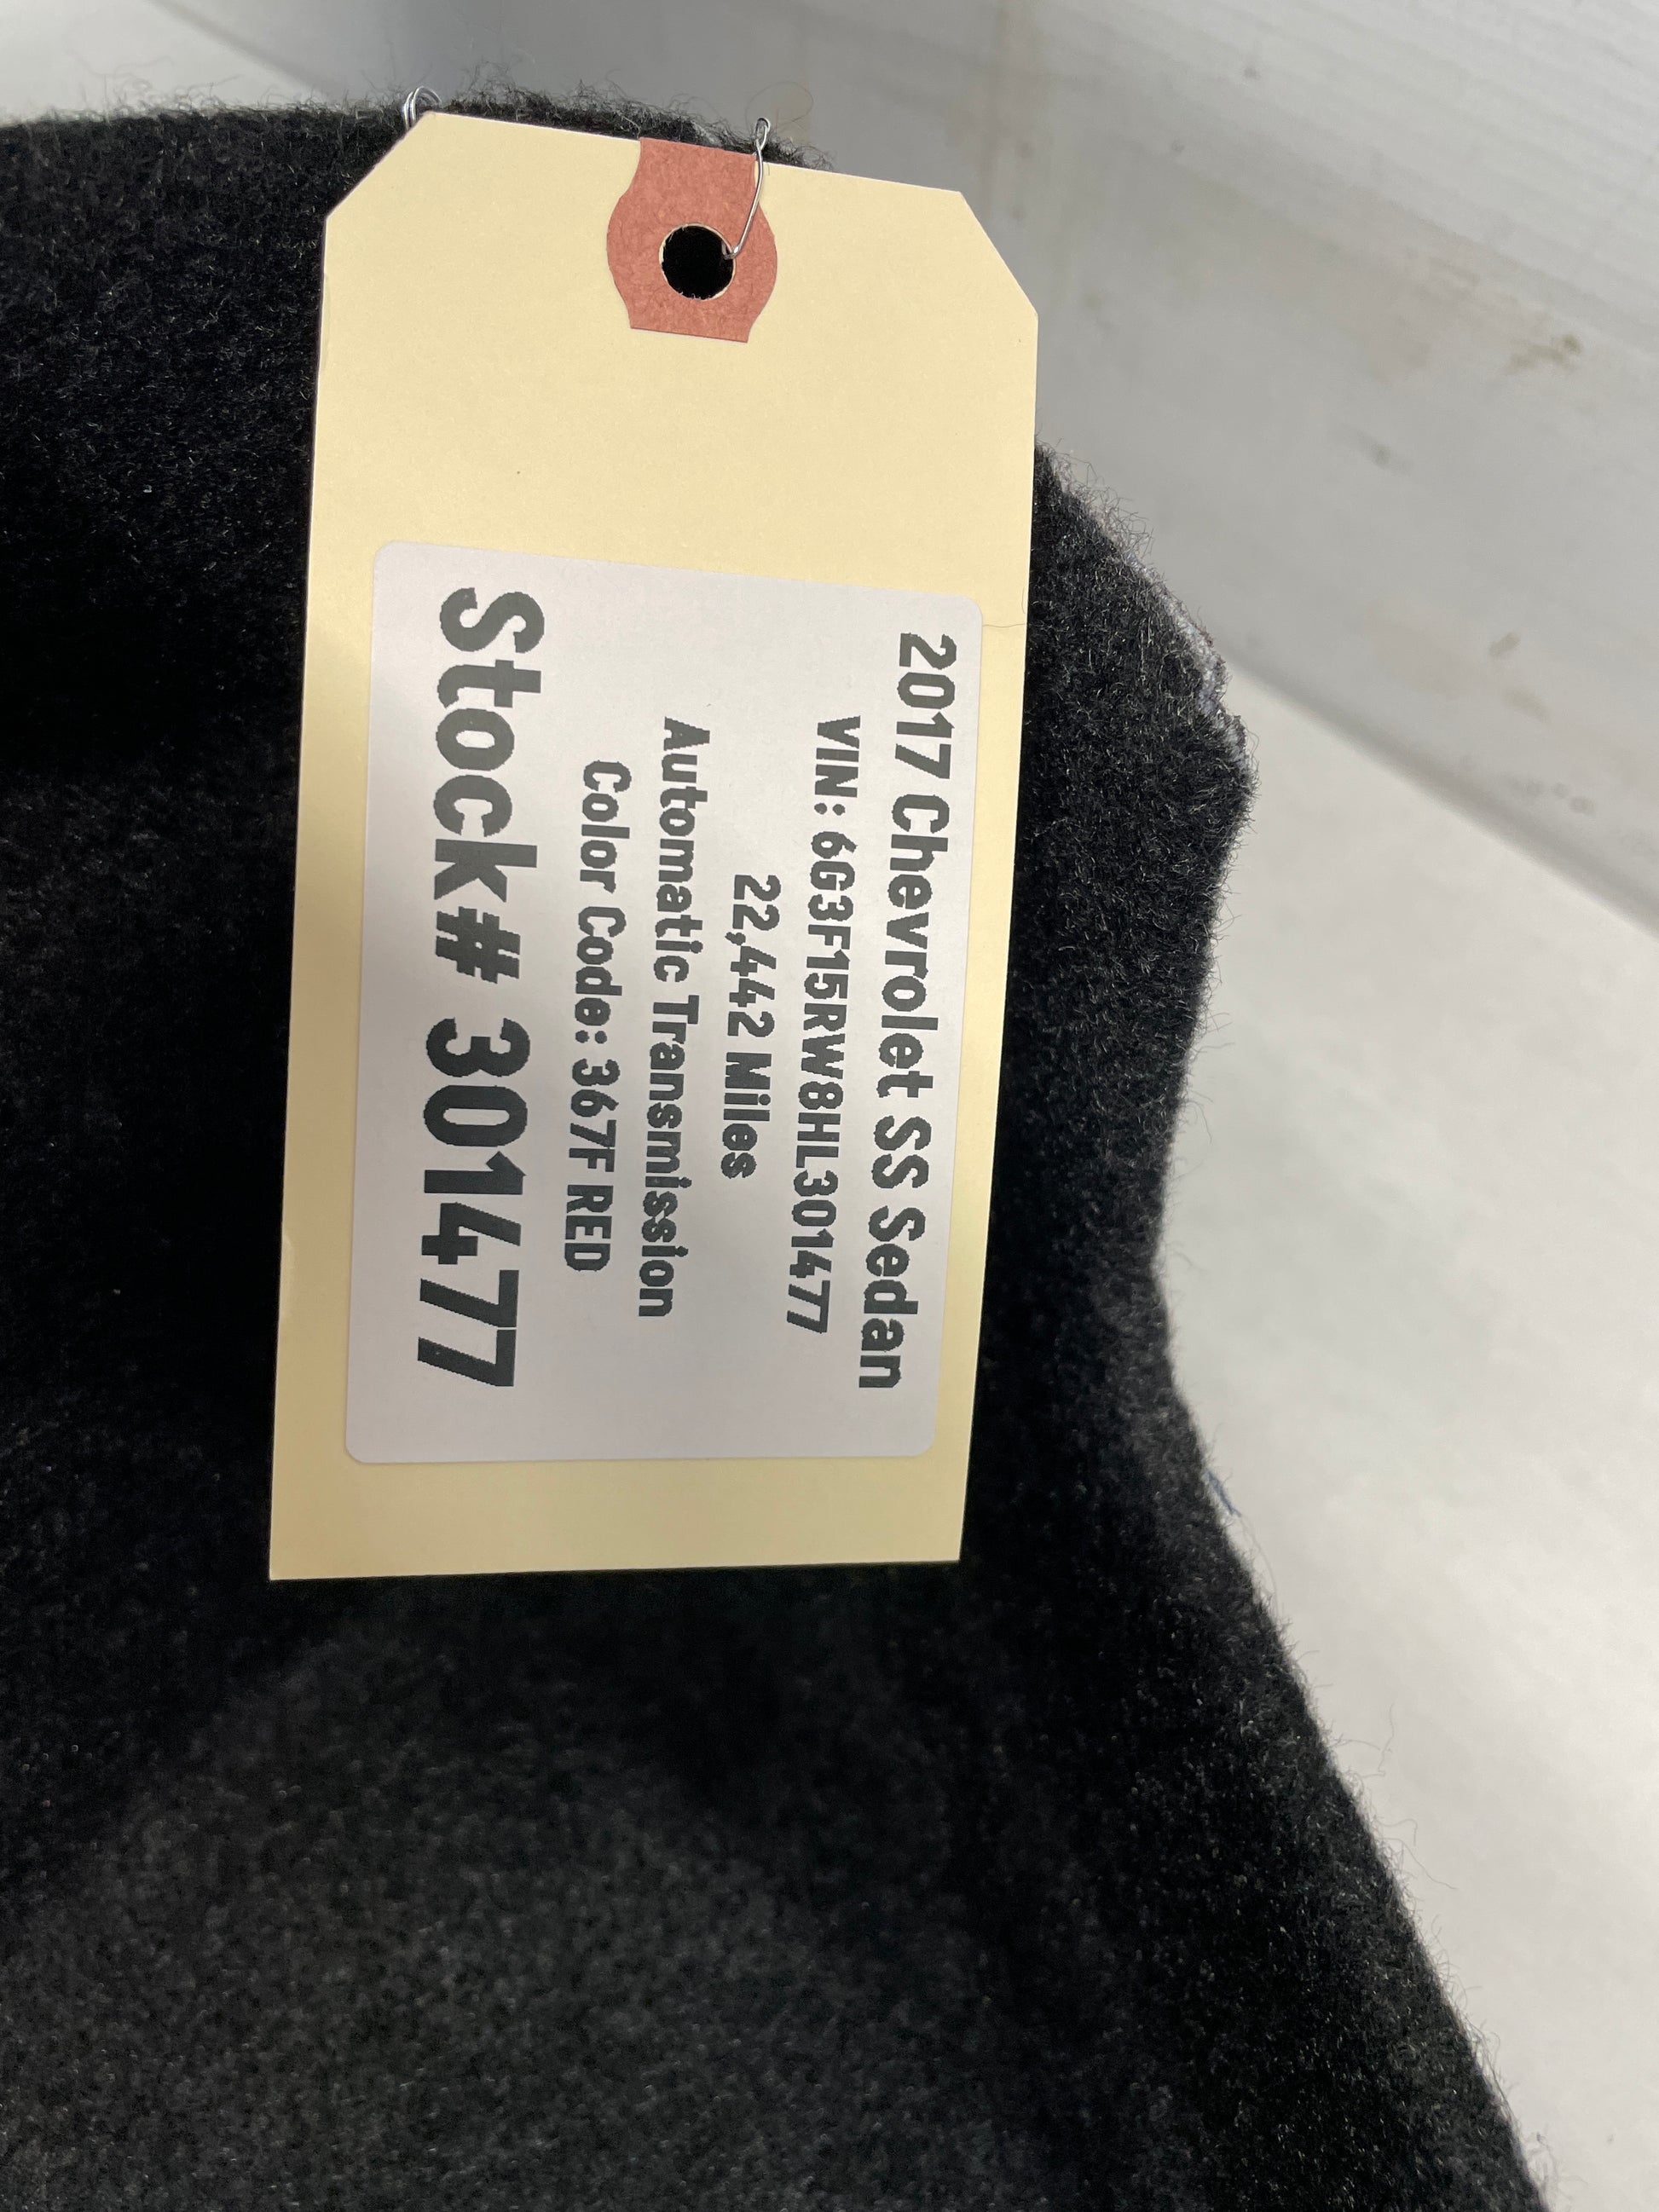 2017 Chevrolet SS Sedan
VIN: 6G3F15RW8HL301477
22,442 Miles
Automatic Transmission
Color Code: 367F RED
Stock# 301477